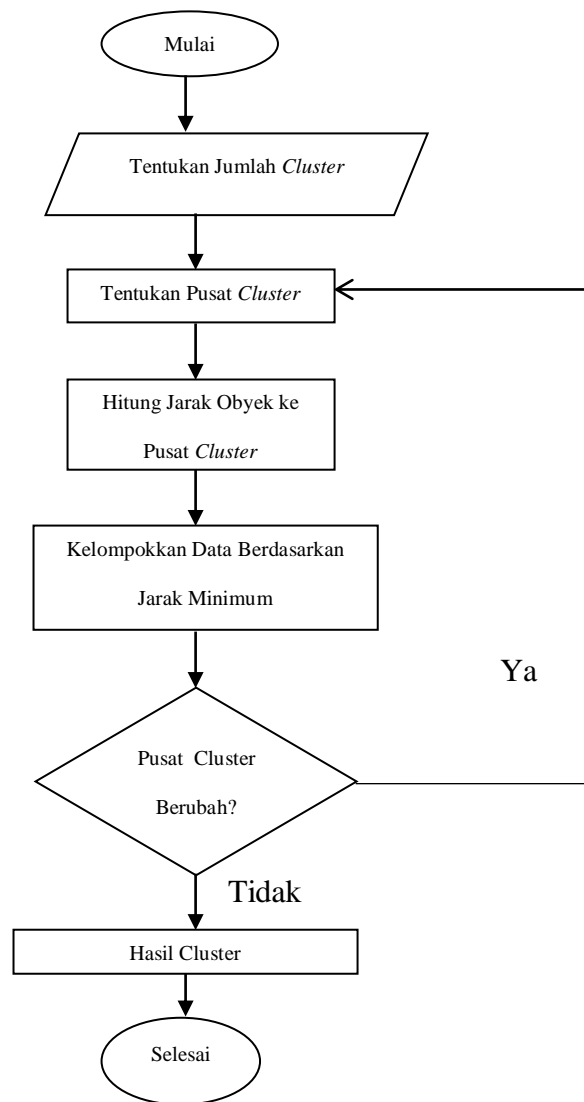 Mulai
Tentukan Jumlah Cluster
Tentukan Pusat Cluster
Hitung Jarak Obyek ke
Pusat Cluster
Kelompokkan Data Berdasarkan
Jarak Minimum
Ya
Pusat Cluster
Berubah?
Tidak
Hasil Cluster
Selesai